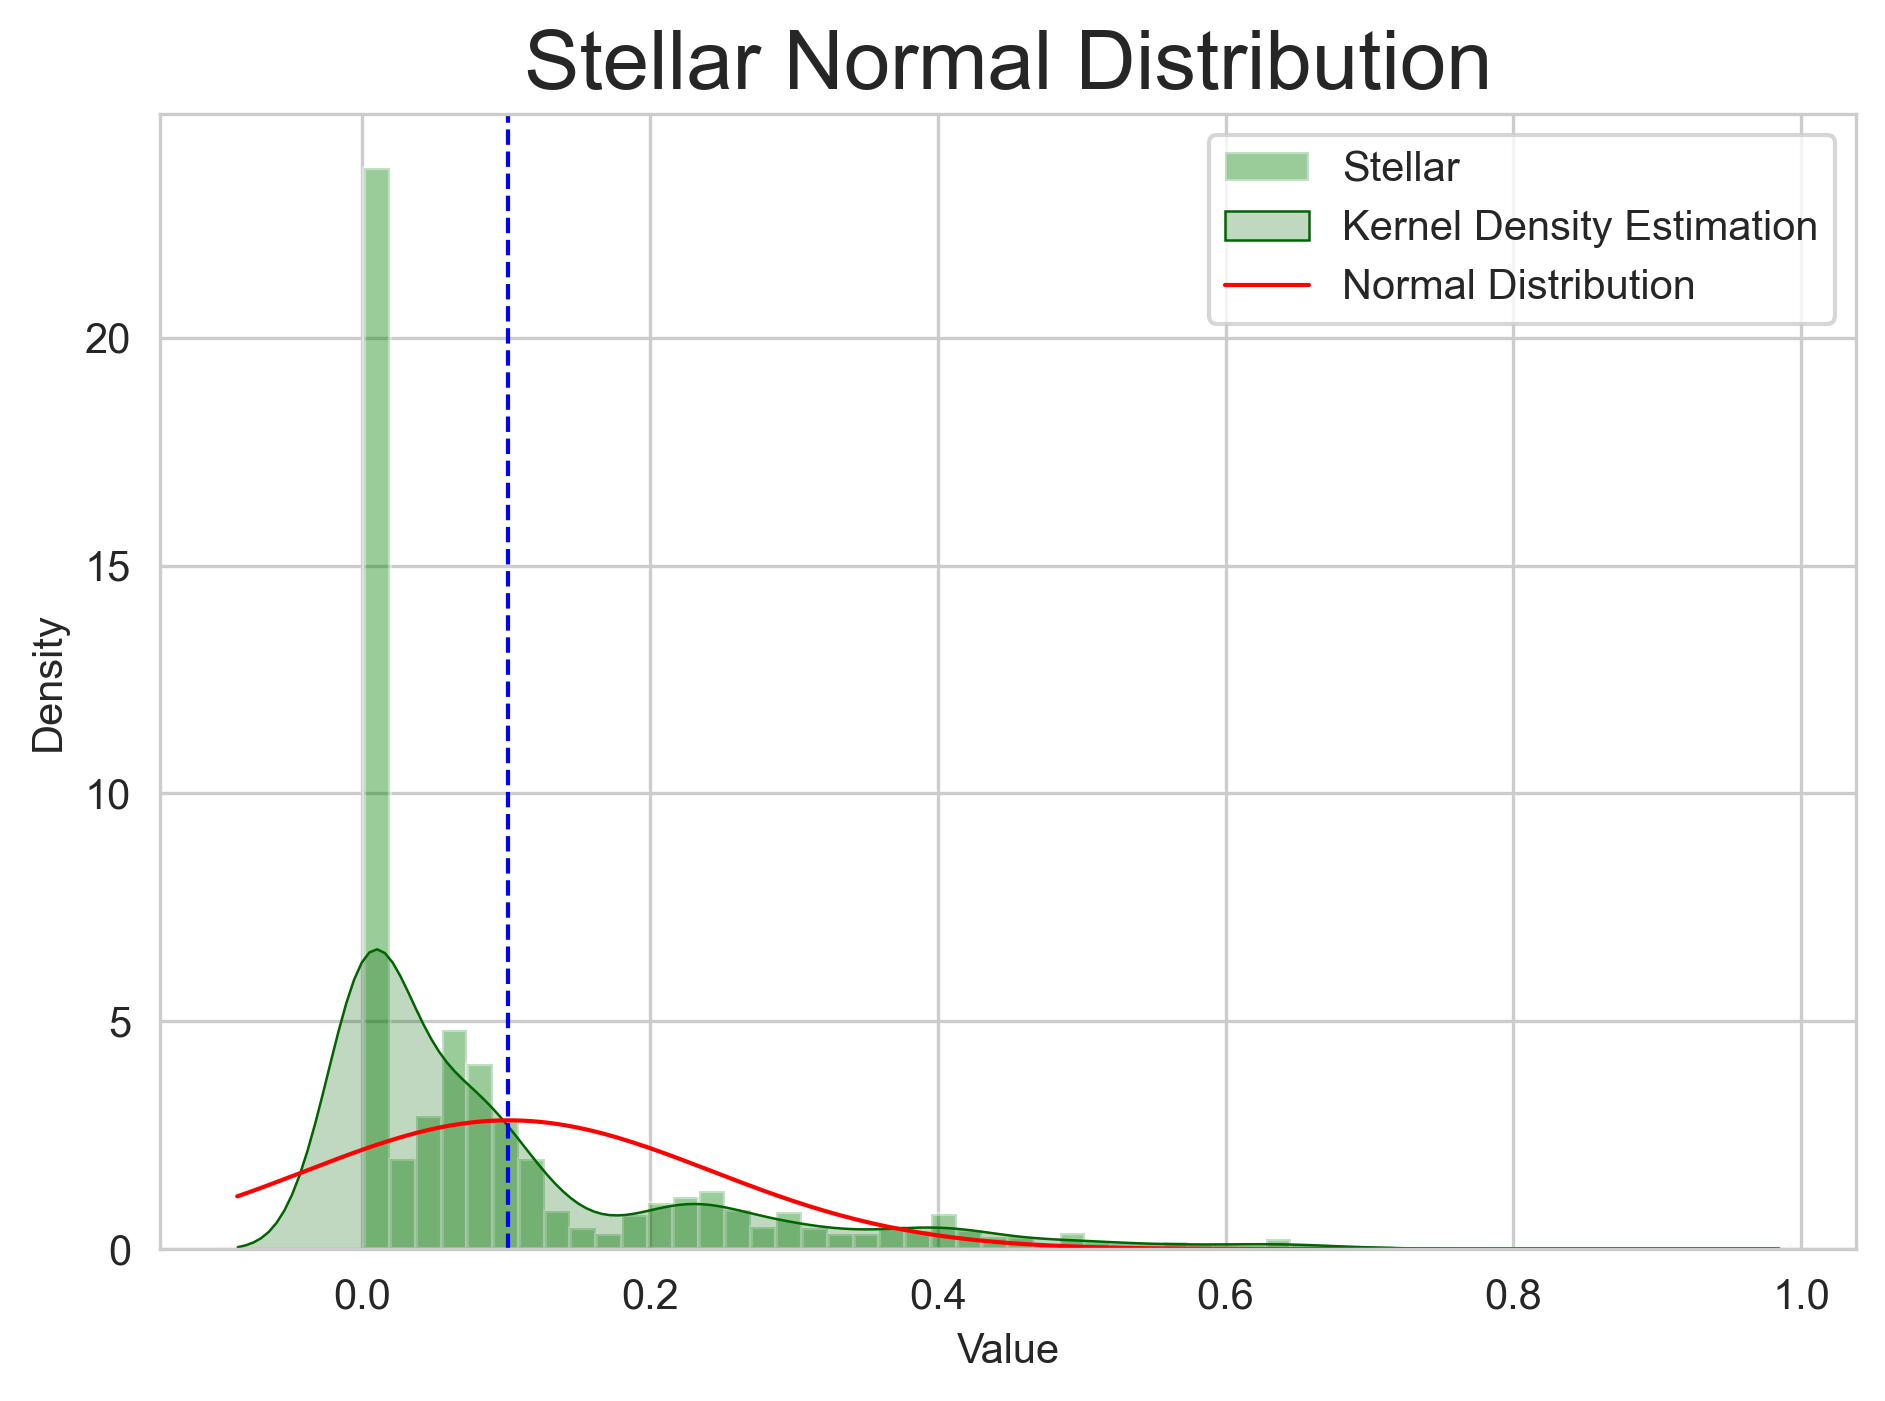 Stellar Normal Distribution
Stellar
Kernel Density Estimation
Normal Distribution
20
15
10
5
0
Density
0.0 0.2 0.4 0.6 0.8 1.0
Value